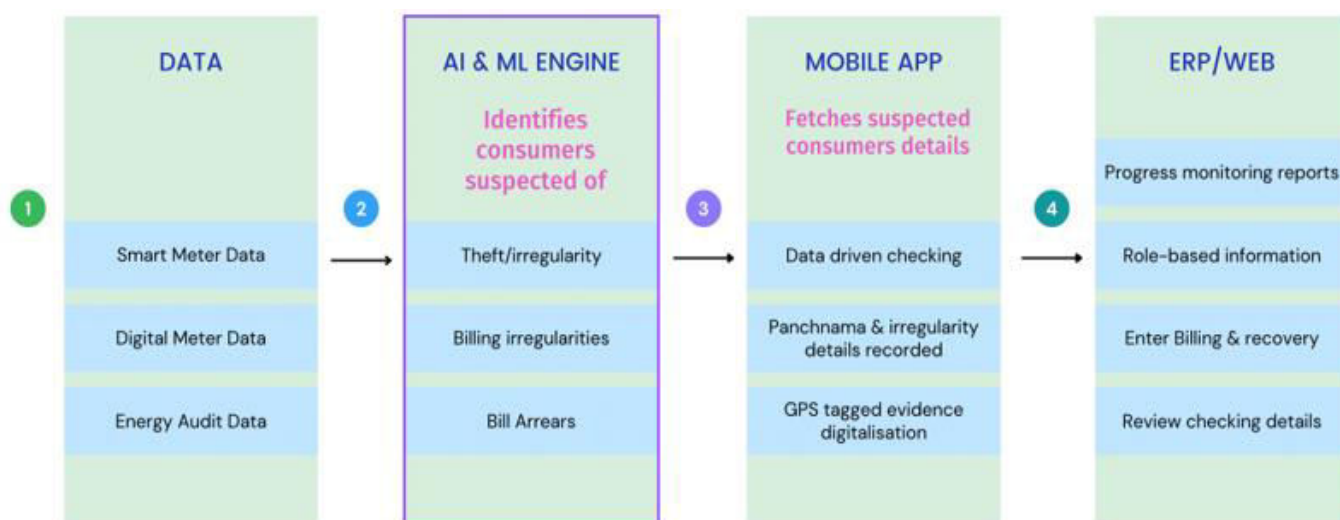 1
DATA
Smart Meter Data
Digital Meter Data
Energy Audit Data
2
AI & ML ENGINE
Identifies
consumers
suspected of
Theft/irregularity
Billing irregularities
Bill Arrears
3
MOBILE APP
Fetches suspected
consumers details
Data driven checking
Panchnama & irregularity
details recorded
GPS tagged evidence
digitalisation
4
ERP/WEB
Progress monitoring reports
Role-based information
Enter Billing & recovery
Review checking details